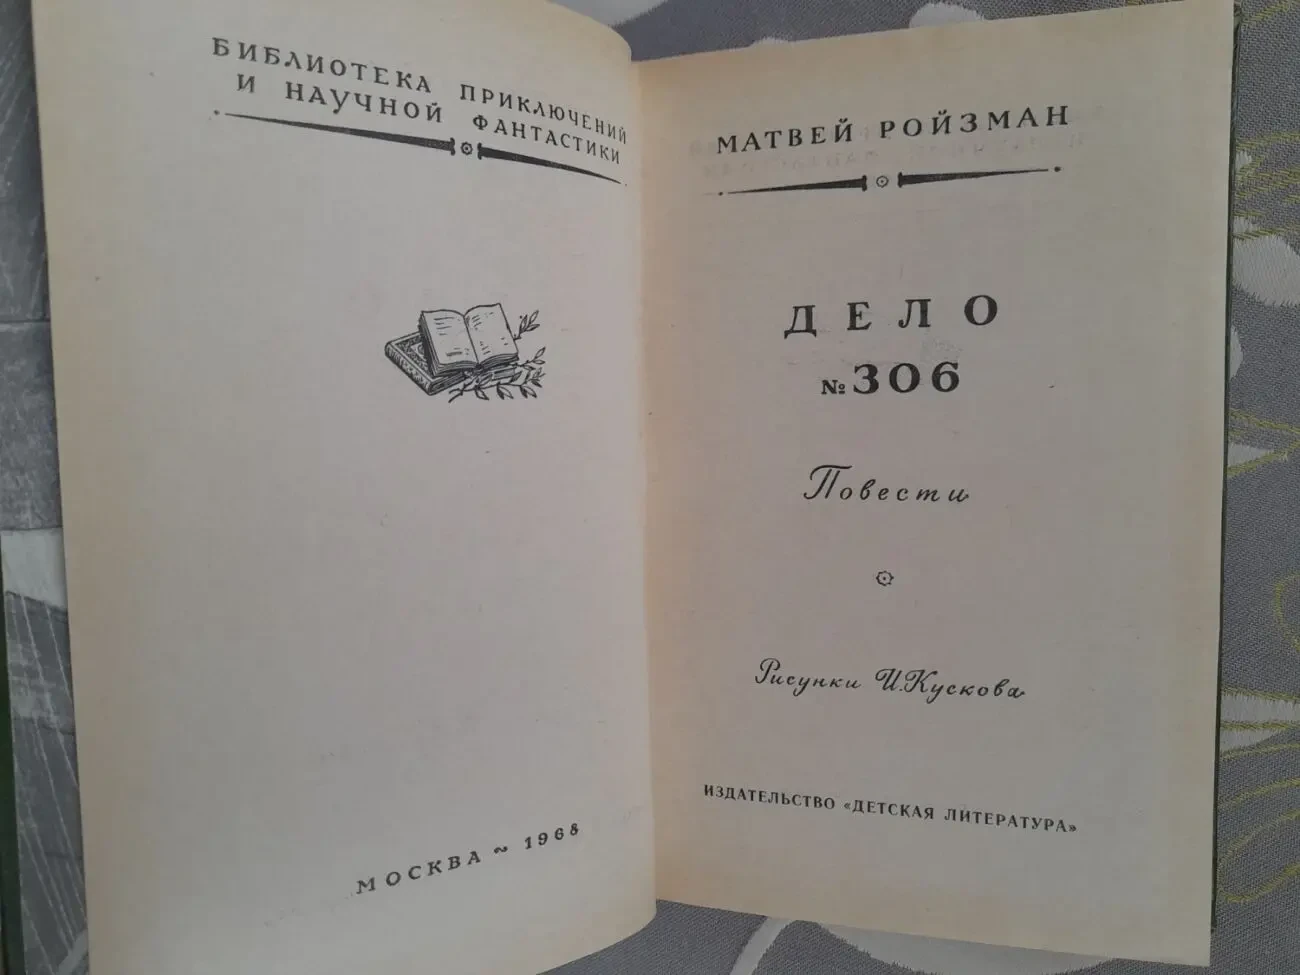 БИБЛИОТЕКА ПРИКЛЮЧЕНИЙ
И НАУЧНОЙ ФАНТАСТИКИ
МОСКВА ~ 1968
МАТВЕЙ РОЙЗМАН
ДЕЛО
№ 306
Повести
Рисунки И. Кускова
ИЗДАТЕЛЬСТВО «ДЕТСКАЯ ЛИТЕРАТУРА»